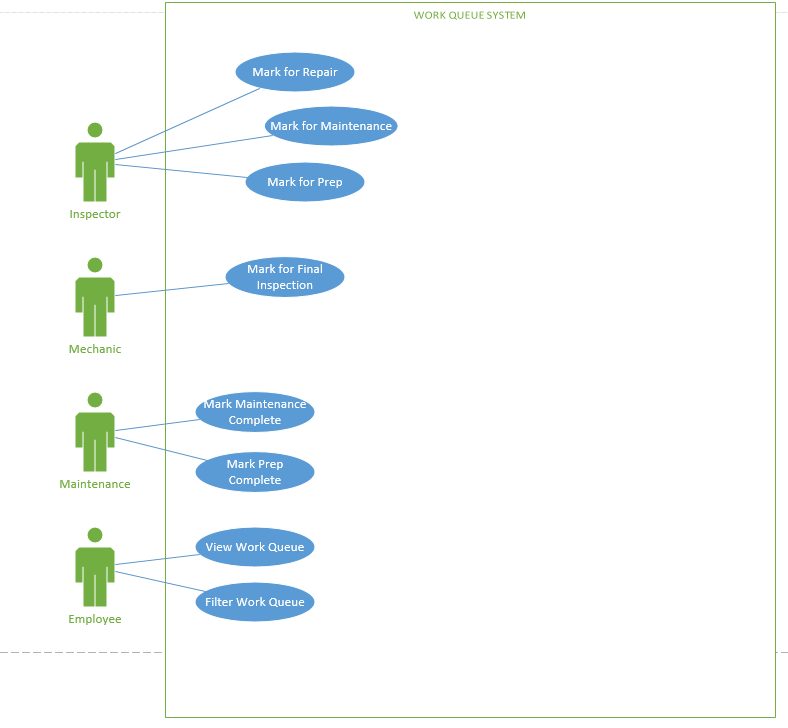 WORK QUEUE SYSTEM
Mark for Repair
Mark for Maintenance
Mark for Prep
Inspector
Mark for Final
Inspection
Mechanic
Mark Maintenance
Complete
Mark Prep
Complete
Maintenance
View Work Queue
Filter Work Queue
Employee